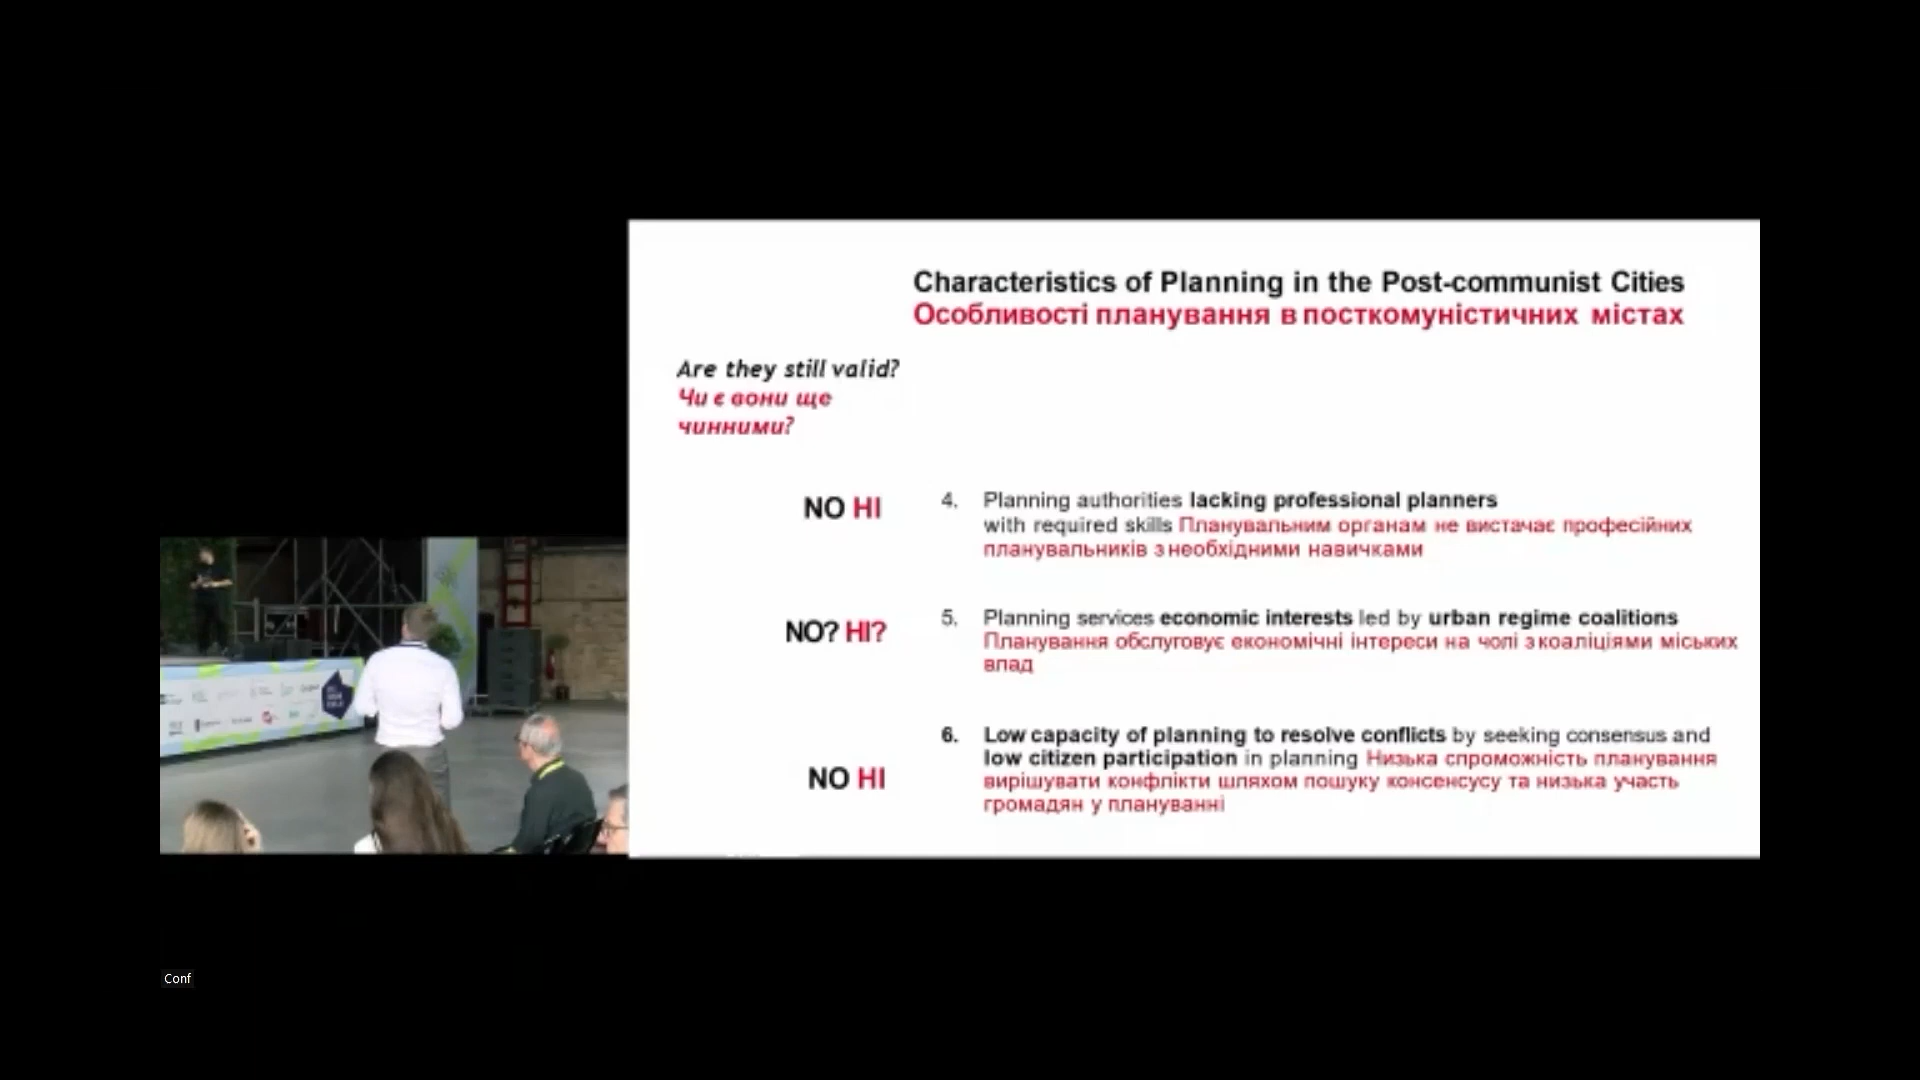 Characteristics of Planning in the Post-communist Cities
Особливості планування в посткомуністичних містах
Are they still valid?
Чи є вони ще
чинними?
NO НІ
4. Planning authorities lacking professional planners
with required skills Планувальним органам не вистачає професійних
планувальників з необхідними навичками
NO? НІ?
5. Planning services economic interests led by urban regime coalitions
Планування обслуговує економічні інтереси на чолі з коаліціями міських
влад
NO НІ
6. Low capacity of planning to resolve conflicts by seeking consensus and
low citizen participation in planning Низька спроможність планування
вирішувати конфлікти шляхом пошуку консенсусу та низька участь
громадян у плануванні
Conf